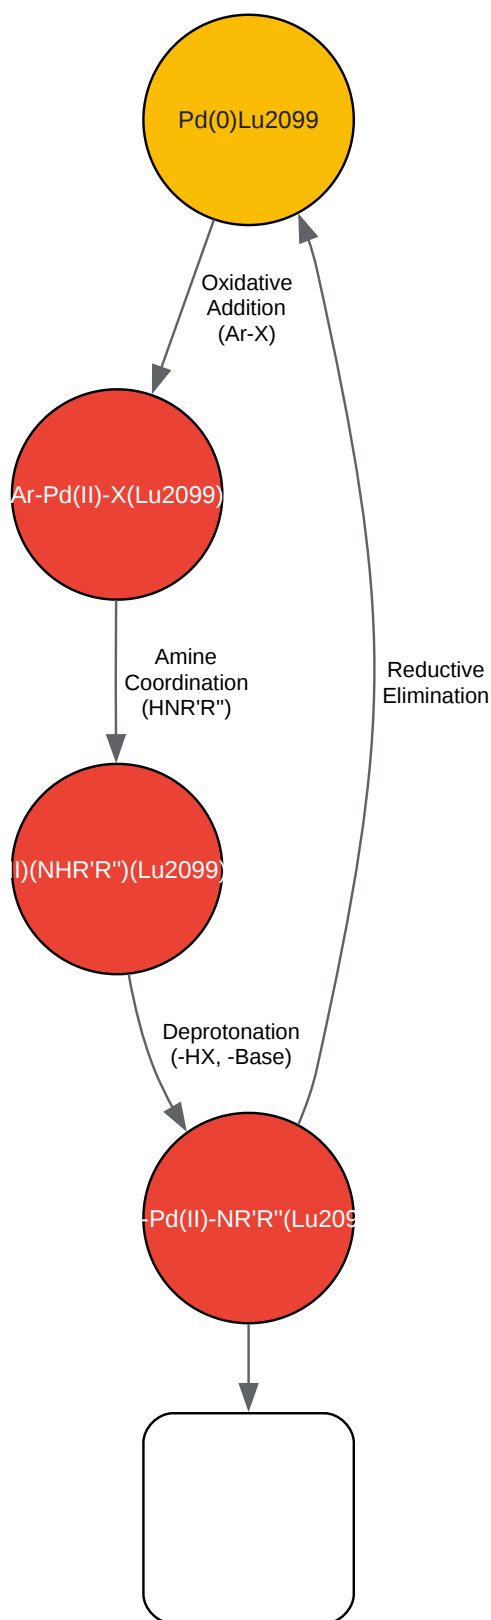 Pd(0)Lu2099
Oxidative
Addition
(Ar-X)
Ar-Pd(II)-X(Lu2099)
Amine
Coordination
(HNR'R")
Reductive
Elimination
I)(NHR'R")(Lu2099)
Deprotonation
(-HX, -Base)
-Pd(II)-NR'R"(Lu209